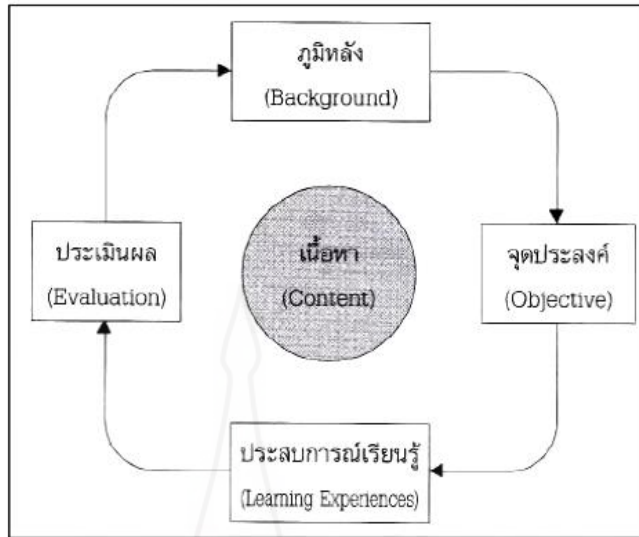 ภูมิหลัง
(Background)
ประเมินผล
(Evaluation)
เนื้อหา
(Content)
จุดประสงค์
(Objective)
ประสบการณ์เรียนรู้
(Learning Experiences)